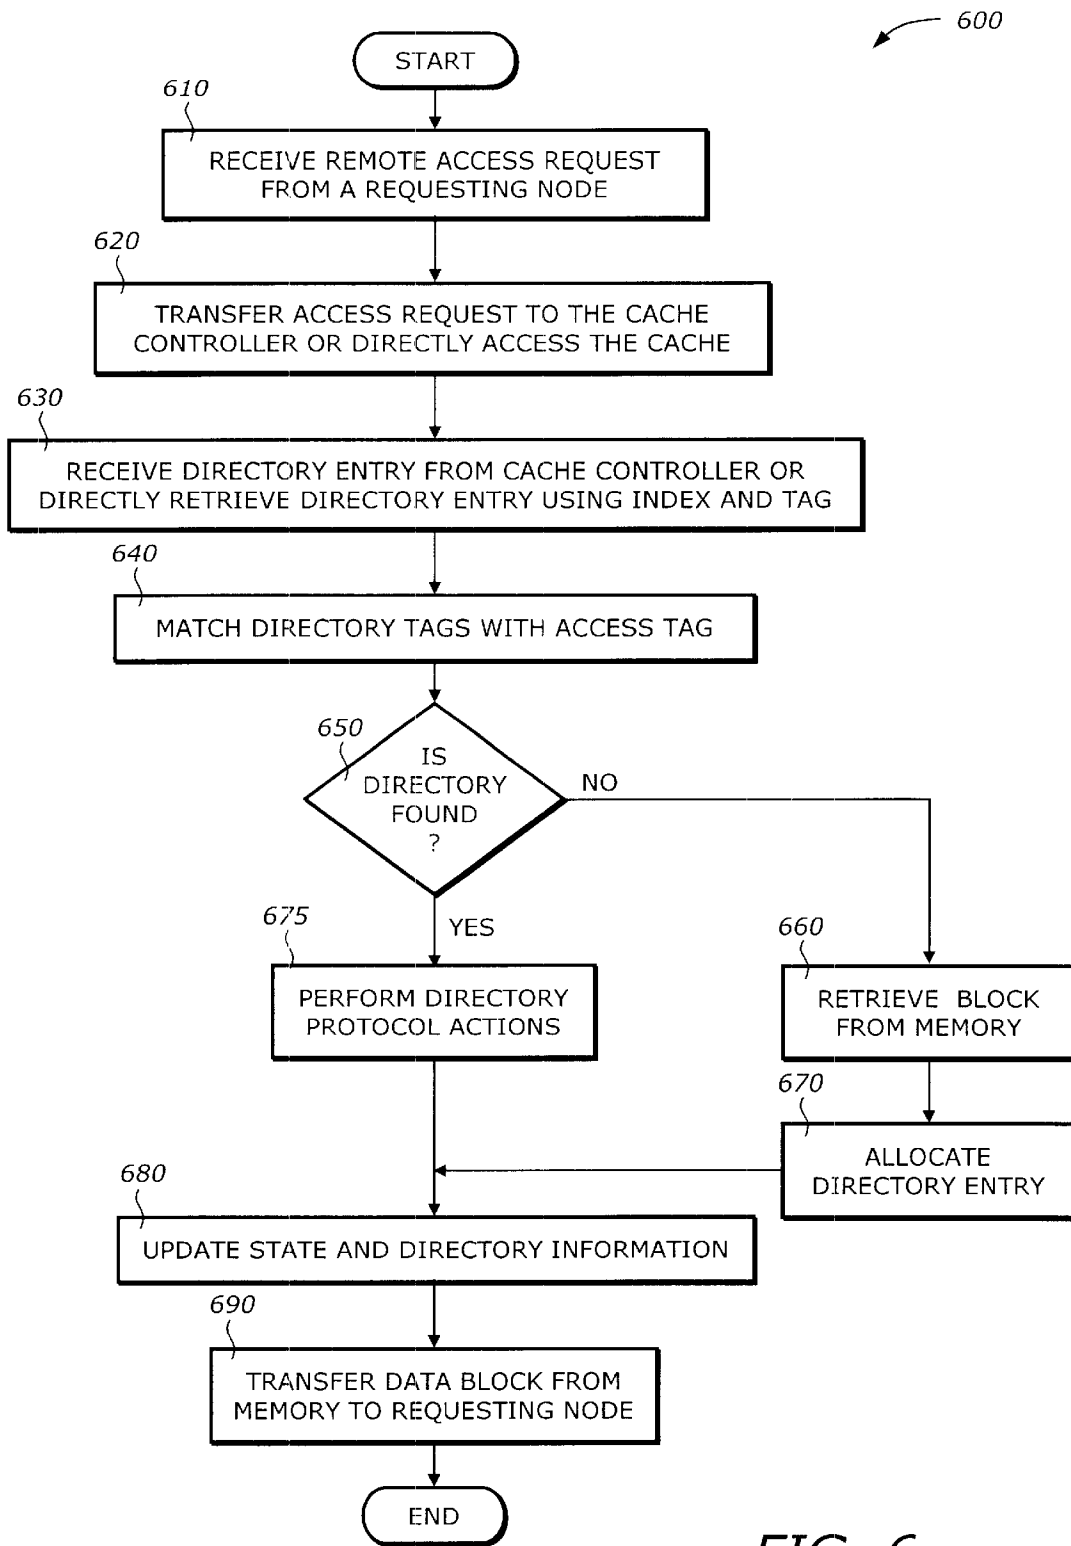 600
START
610
RECEIVE REMOTE ACCESS REQUEST
FROM A REQUESTING NODE
620
TRANSFER ACCESS REQUEST TO THE CACHE
CONTROLLER OR DIRECTLY ACCESS THE CACHE
630
RECEIVE DIRECTORY ENTRY FROM CACHE CONTROLLER OR
DIRECTLY RETRIEVE DIRECTORY ENTRY USING INDEX AND TAG
640
MATCH DIRECTORY TAGS WITH ACCESS TAG
650
IS
DIRECTORY
FOUND
?
NO
YES
675
PERFORM DIRECTORY
PROTOCOL ACTIONS
660
RETRIEVE BLOCK
FROM MEMORY
670
ALLOCATE
DIRECTORY ENTRY
680
UPDATE STATE AND DIRECTORY INFORMATION
690
TRANSFER DATA BLOCK FROM
MEMORY TO REQUESTING NODE
END
FIG. 6